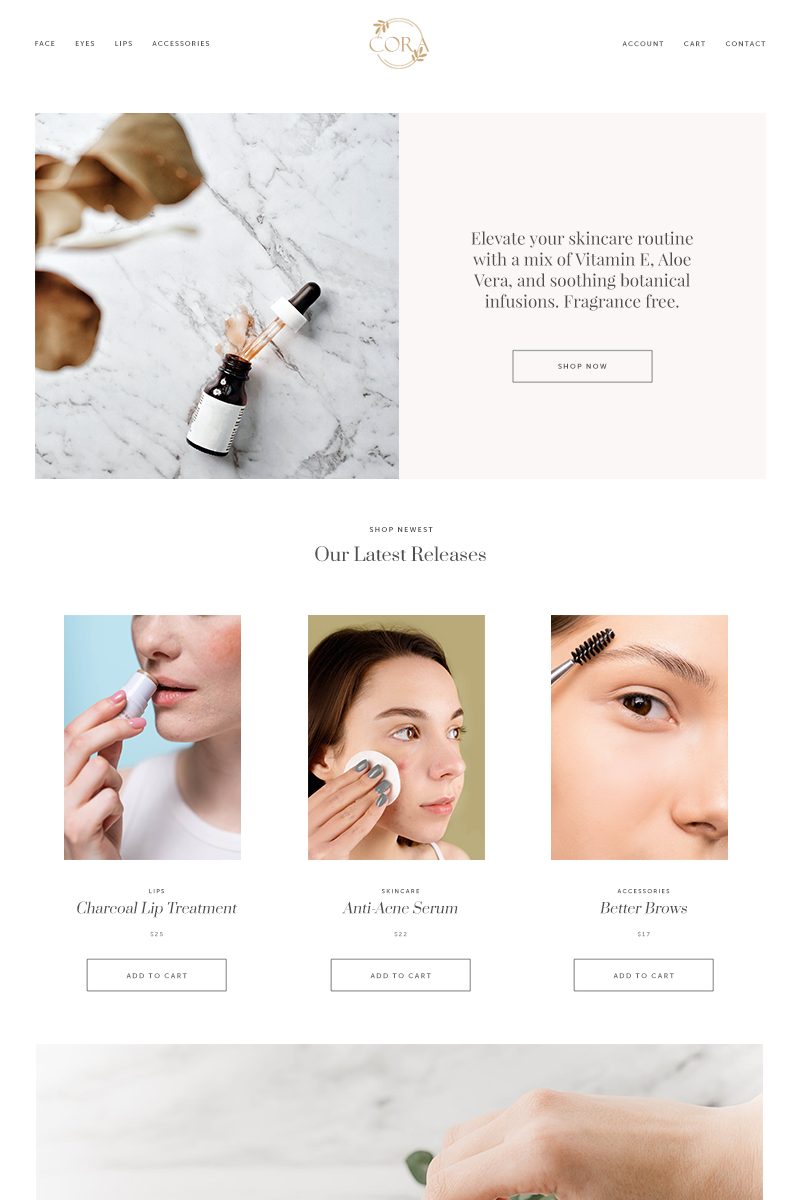 FACE EYES LIPS ACCESSORIES
CORA
ACCOUNT CART CONTACT
Elevate your skincare routine
with a mix of Vitamin E, Aloe
Vera, and soothing botanical
infusions. Fragrance free.
SHOP NOW
SHOP NEWEST
Our Latest Releases
LIPS
Charcoal Lip Treatment
$25
ADD TO CART
SKINCARE
Anti-Acne Serum
$22
ADD TO CART
ACCESSORIES
Better Brows
$17
ADD TO CART